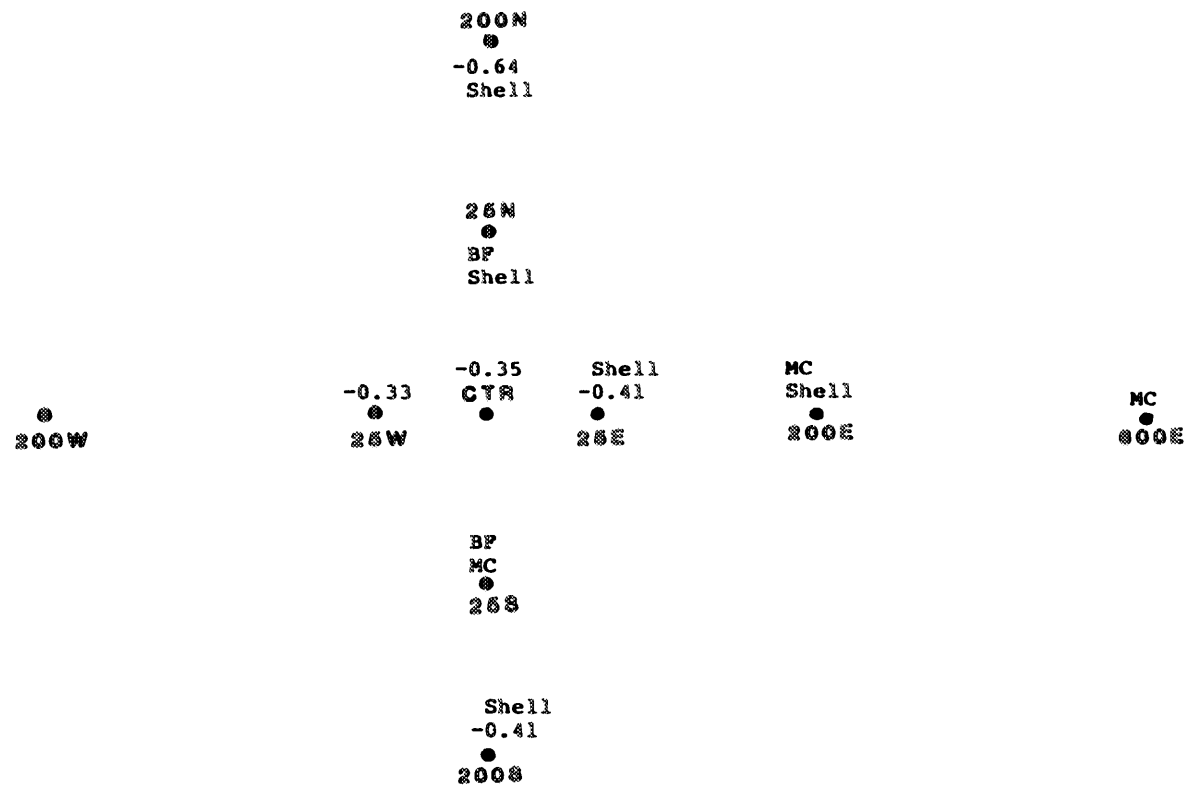 200N
-0.64
Shell
25N
BF
Shell
-0.35
CTR
-0.33
25W
Shell
-0.41
25E
MC
Shell
200E
MC
600E
200W
BF
MC
25S
Shell
-0.41
200S